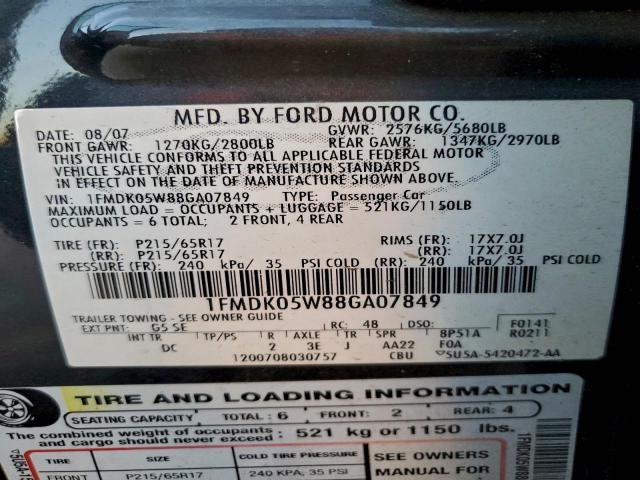 MFD. BY FORD MOTOR CO.
DATE: 08/07 GVWR: 2576KG/5680LB
FRONT GAWR: 1270KG/2800LB REAR GAWR: 1347KG/2970LB
THIS VEHICLE CONFORMS TO ALL APPLICABLE FEDERAL MOTOR
VEHICLE SAFETY AND THEFT PREVENTION STANDARDS
IN EFFECT ON THE DATE OF MANUFACTURE SHOWN ABOVE.
VIN: 1FMDK05W88GA07849 TYPE: Passenger Car
MAXIMUM LOAD = OCCUPANTS + LUGGAGE = 521KG/1150LB
OCCUPANTS = 6 TOTAL; 2 FRONT, 4 REAR
TIRE (FR): P215/65R17 RIMS (FR): 17X7.0J
(RR): P215/65R17 (RR): 17X7.0J
PRESSURE (FR): 240 kPa/ 35 PSI COLD (RR): 240 kPa/ 35 PSI COLD
1FMDK05W88GA07849
TRAILER TOWING - SEE OWNER GUIDE
EXT PNT: G5 SE RC: 48 8P51A F0141
INT TR TP/PS R AXLE TR SPR BSI R0211
DC 2 3E J AA22 F0A
1200708030757 CBU 5U5A-5420472-AA
TIRE AND LOADING INFORMATION
SEATING CAPACITY TOTAL: 6 FRONT: 2 REAR: 4
The combined weight of occupants and cargo should never exceed: 521 kg or 1150 lbs.
TIRE SIZE COLD TIRE PRESSURE SEE OWNERS
FRONT P215/65R17 240 KPA, 35 PSI MANUAL FOR